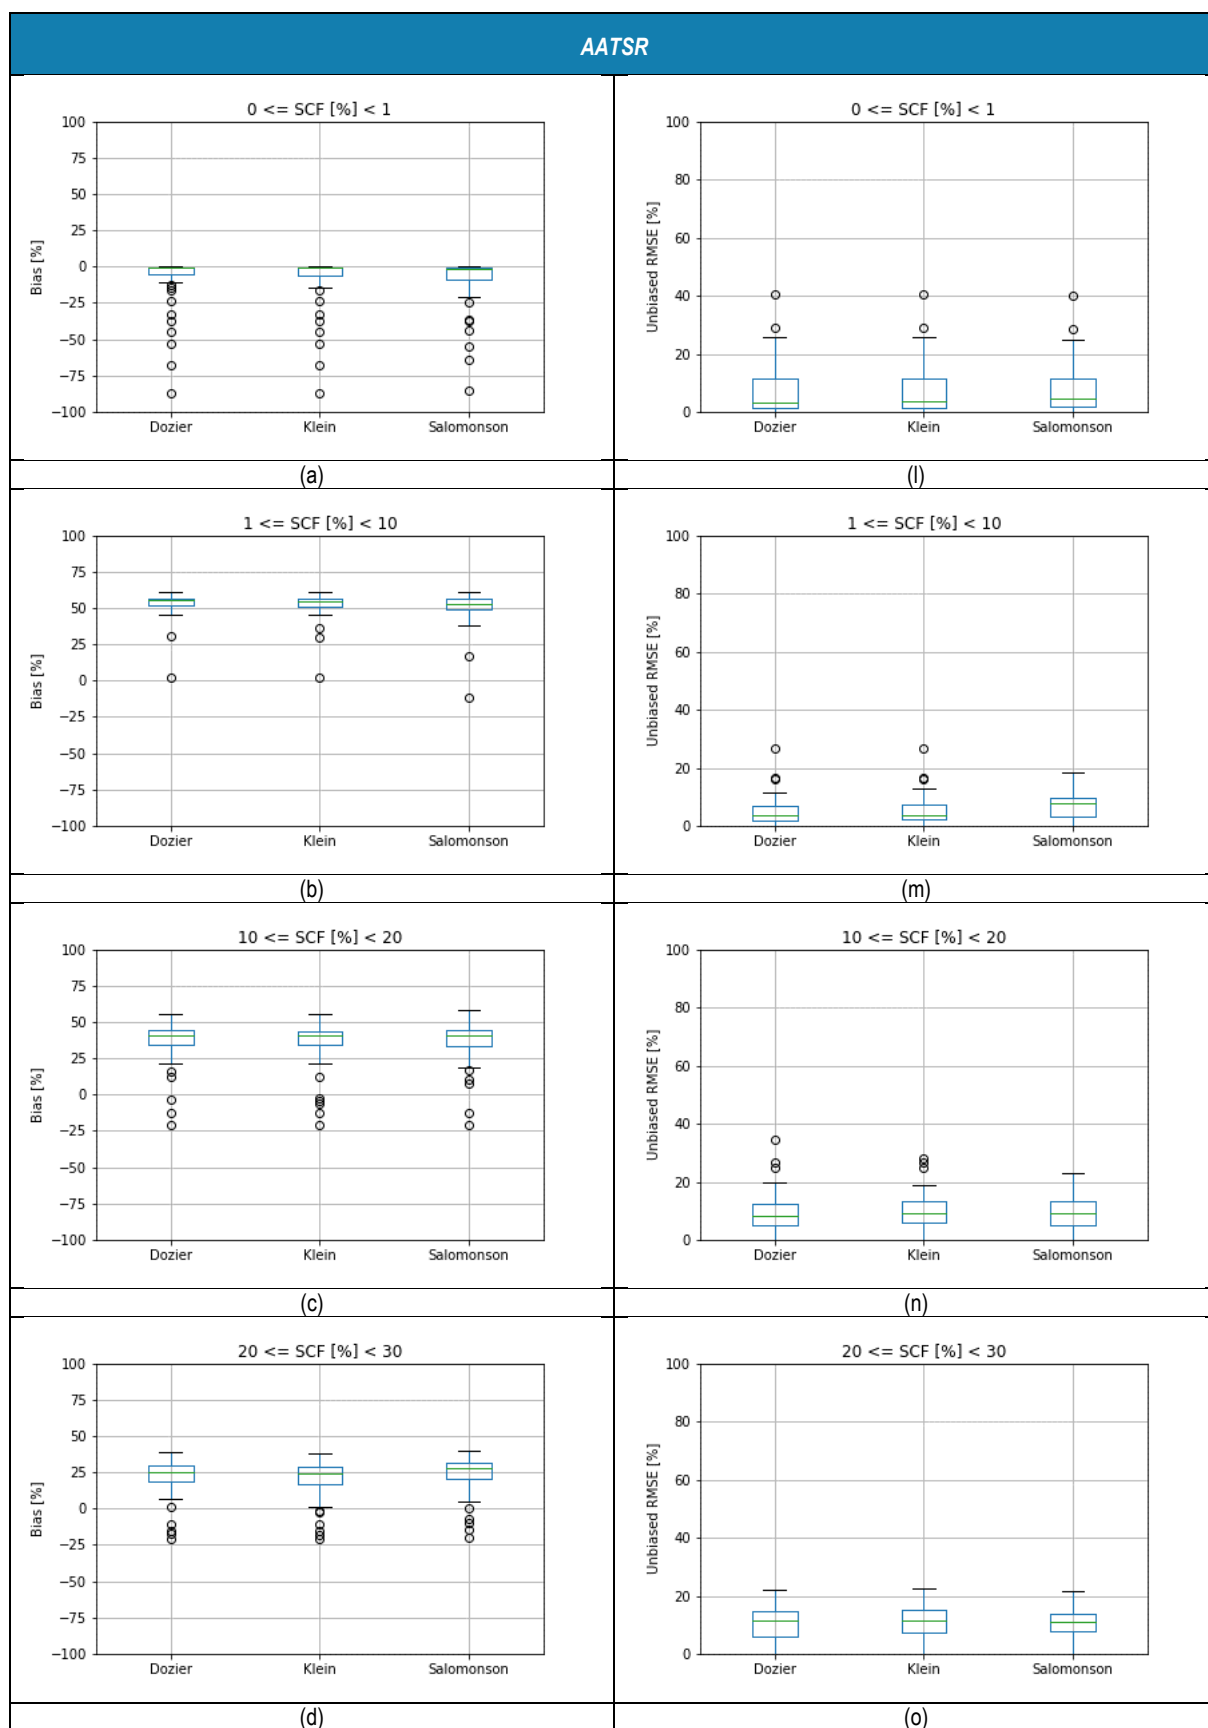 AATSR
0 <= SCF [%] < 1
100
75
50
25
0
−25
−50
−75
−100
Bias [%]
Dozier Klein Salomonson
(a)
0 <= SCF [%] < 1
100
80
60
40
20
0
Unbiased RMSE [%]
Dozier Klein Salomonson
(l)
1 <= SCF [%] < 10
100
75
50
25
0
−25
−50
−75
−100
Bias [%]
Dozier Klein Salomonson
(b)
1 <= SCF [%] < 10
100
80
60
40
20
0
Unbiased RMSE [%]
Dozier Klein Salomonson
(m)
10 <= SCF [%] < 20
100
75
50
25
0
−25
−50
−75
−100
Bias [%]
Dozier Klein Salomonson
(c)
10 <= SCF [%] < 20
100
80
60
40
20
0
Unbiased RMSE [%]
Dozier Klein Salomonson
(n)
20 <= SCF [%] < 30
100
75
50
25
0
−25
−50
−75
−100
Bias [%]
Dozier Klein Salomonson
(d)
20 <= SCF [%] < 30
100
80
60
40
20
0
Unbiased RMSE [%]
Dozier Klein Salomonson
(o)